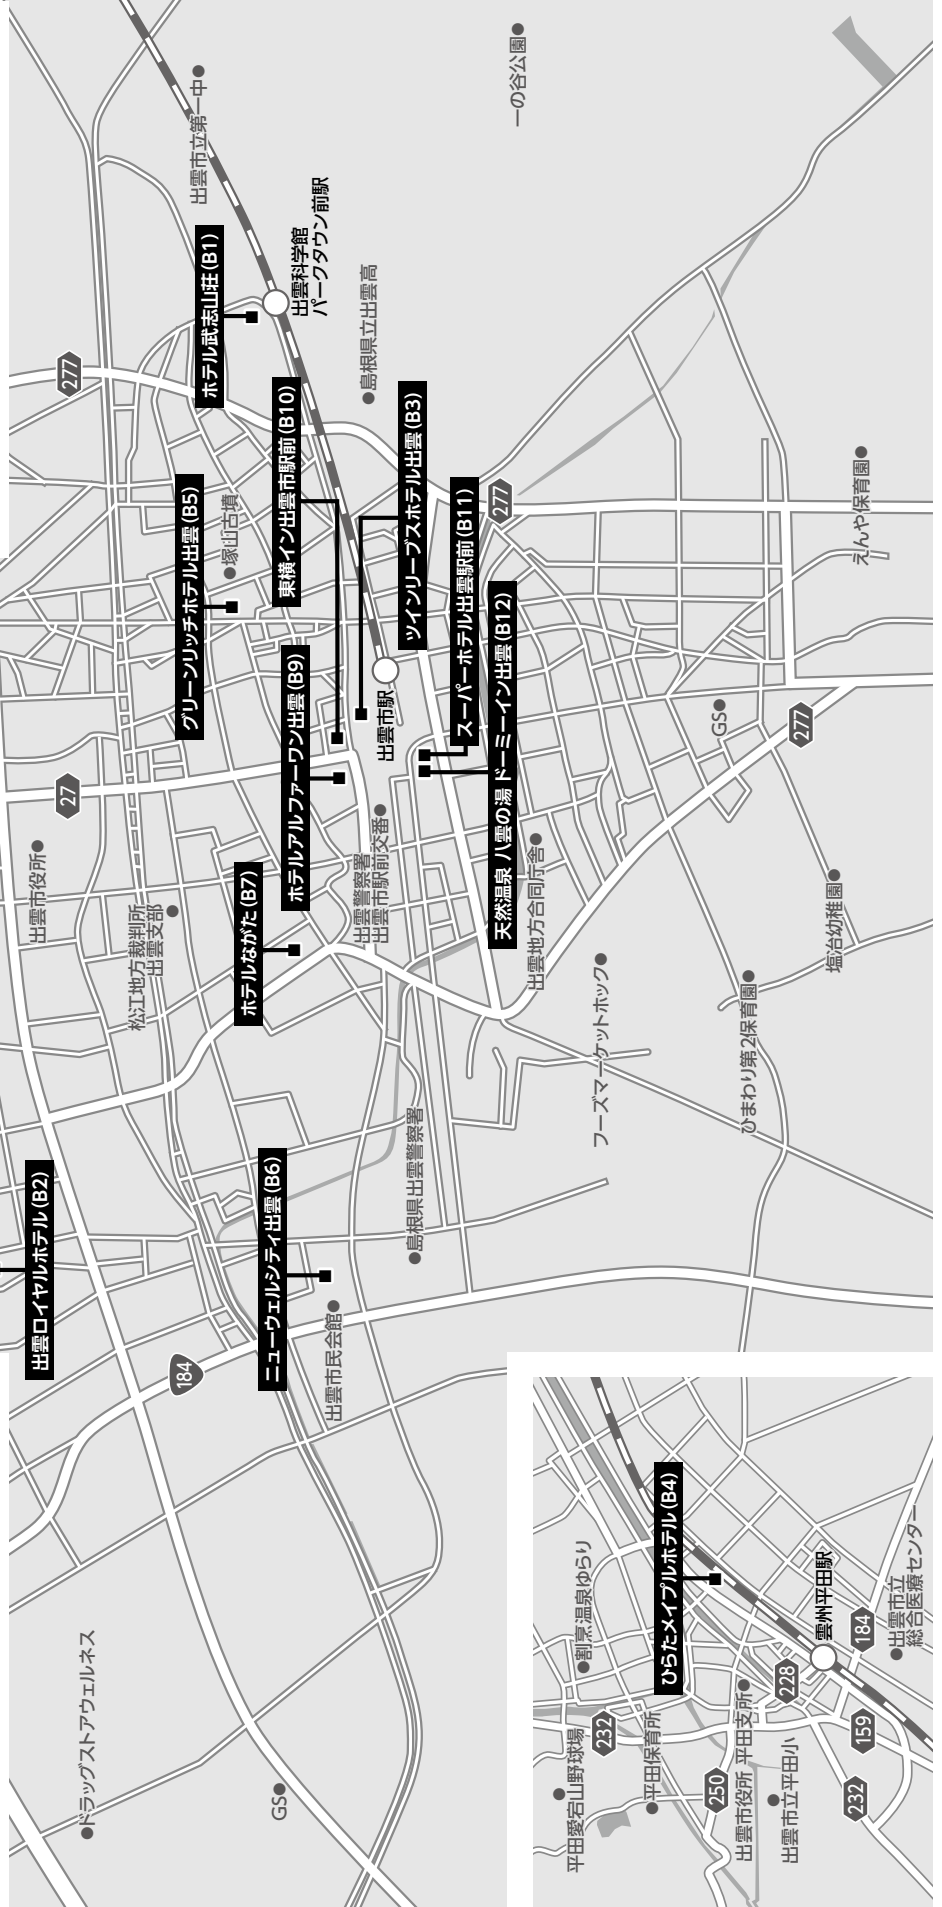 出雲市立第一中
一の谷公園
出雲科学館
パークタウン前駅
ホテル武志山荘(B1)
島根県立出雲高
277
東横イン出雲市駅前(B10)
ツインリーブスホテル出雲(B3)
グリーンリッチホテル出雲(B5)
塚山古墳
スーパーホテル出雲駅前(B11)
277
えんや保育園
天然温泉 八雲の湯 ドーミーイン出雲(B12)
ホテルアルファーワン出雲(B9)
出雲市駅
GS
277
27
出雲市役所
出雲警察署
出雲市駅前交番
ホテルながた(B7)
松江地方裁判所
出雲支部
出雲地方合同庁舎
塩冶幼稚園
フーズマーケットホック
ひまわり第2保育園
島根県出雲警察署
出雲ロイヤルホテル(B2)
ニューウェルシティ出雲(B6)
出雲市民会館
184
ドラッグストアウェルネス
GS
ひらたメイプルホテル(B4)
割烹温泉ゆらり
雲州平田駅
184
出雲市立
総合医療センター
228
232
159
平田愛宕山野球場
平田保育所
250
出雲市役所 平田支所
出雲市立平田小
232